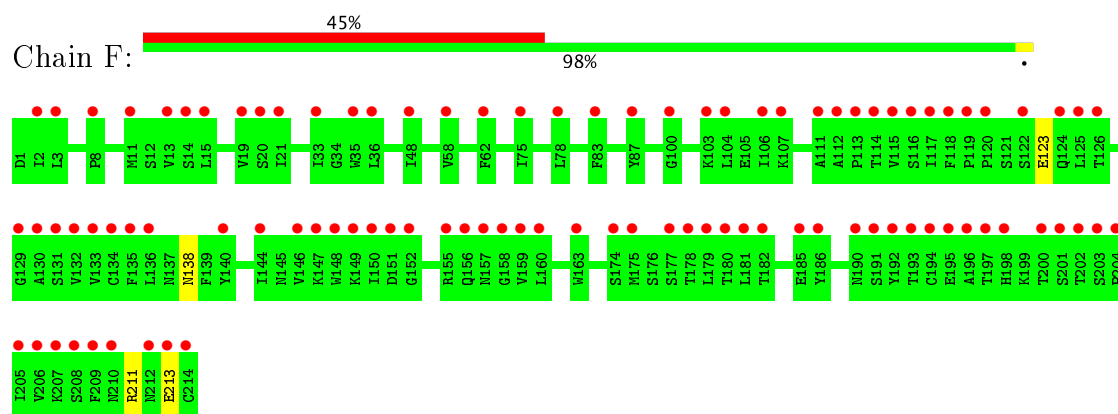 45%
Chain F:
98%
.
D1 I2 I3 P8 M11 S12 V13 S14 L15 V19 S20 I21 I33 G34 W35 L36 I48 V58 F62 I75 L78 F83 Y87 G100 K103 L104 E105 I106 K107 A111 A112 P113 T114 V115 S116 I117 F118 P119 P120 S121 S122 E123 Q124 L125 T126
G129 A130 S131 V132 V133 C134 F135 L136 N137 N138 F139 Y140 I144 N145 V146 K147 W148 K149 I150 D151 G152 R155 Q156 N157 G158 V159 L160 W163 S174 M175 S176 S177 T178 L179 T180 L181 T182 E185 Y186 N190 S191 Y192 T193 C194 E195 A196 T197 H198 K199 T200 S201 T202 S203
I205 V206 K207 S208 F209 N210 R211 N212 E213 C214